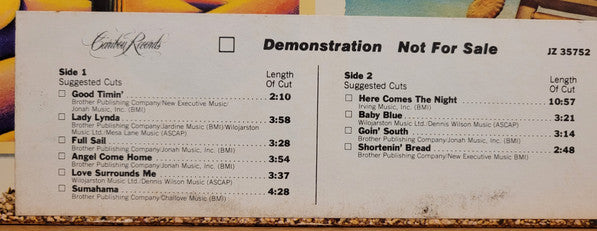 Caribou Records
Demonstration Not For Sale
JZ 35752
Side 1
Suggested Cuts
Length
Of Cut
Good Timin' 2:10
Brother Publishing Company/New Executive Music/
Jonah Music, Inc. (BMI)
Lady Lynda 3:58
Brother Publishing Company/Jardine Music (BMI)/Wilojarston
Music Ltd./Mesa Lane Music (ASCAP)
Full Sail 3:28
Brother Publishing Company/Jonah Music, Inc. (BMI)
Angel Come Home 3:54
Brother Publishing Company/Jonah Music, Inc. (BMI)
Love Surrounds Me 3:37
Wilojarston Music Ltd./Dennis Wilson Music (ASCAP)
Sumahama 4:28
Brother Publishing Company/Challove Music (BMI)
Side 2
Suggested Cuts
Length
Of Cut
Here Comes The Night 10:57
Irving Music, Inc. (BMI)
Baby Blue 3:21
Wilojarston Music Ltd./Dennis Wilson Music (ASCAP)
Goin' South 3:14
Brother Publishing Company/Jonah Music, Inc. (BMI)
Shortenin' Bread 2:48
Brother Publishing Company/New Executive Music BMI)